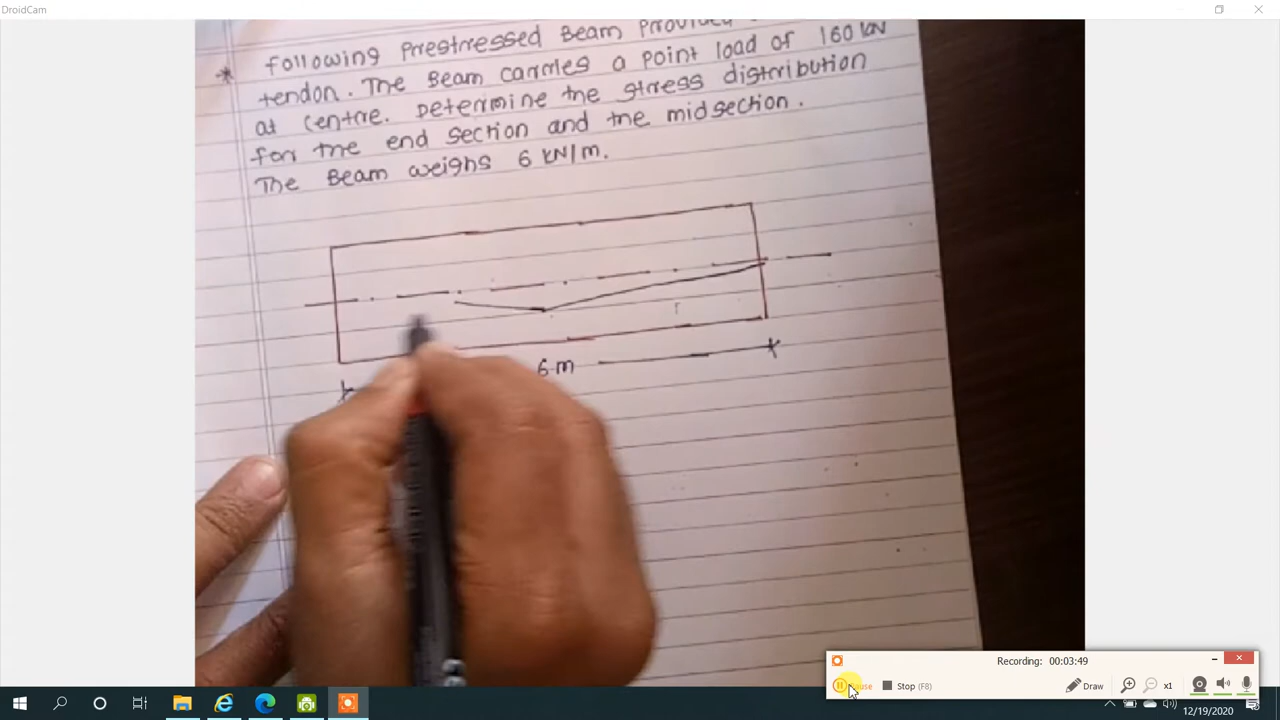 DroidCam
following Prestressed Beam Provided
tendon. The Beam carries a point load of 160 kN
at centre. Determine the stress distribution
for the end section and the midsection.
The Beam weighs 6 kN/m.
6 m
Recording: 00:03:49
Pause Stop (F8) x1 Draw
12/19/2020